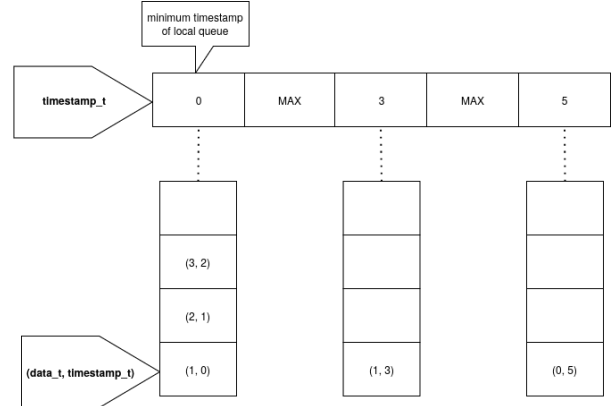 minimum timestamp
of local queue
timestamp_t
0 MAX 3 MAX 5
(3, 2)
(2, 1)
(data_t, timestamp_t) (1, 0) (1, 3) (0, 5)